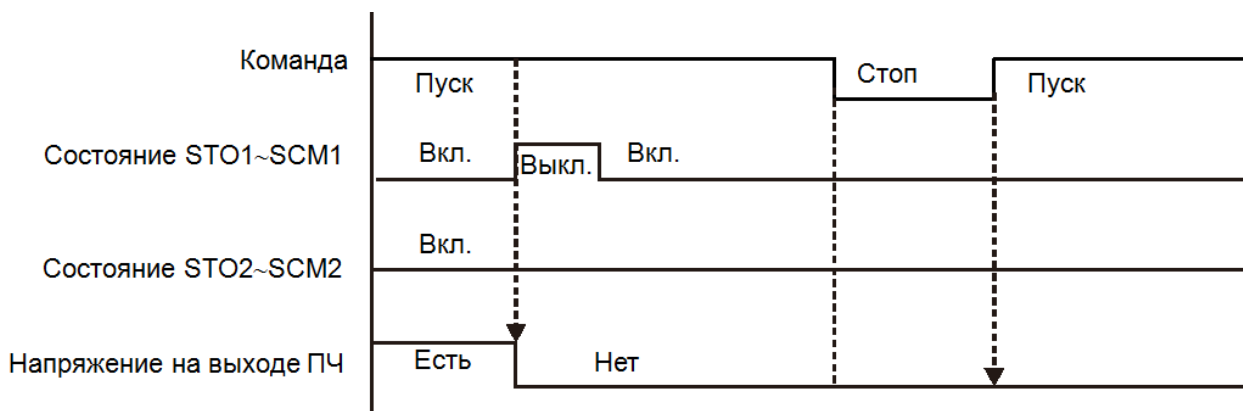 Команда
Пуск
Стоп
Пуск
Состояние STO1~SCM1
Вкл.
Выкл.
Вкл.
Состояние STO2~SCM2
Вкл.
Напряжение на выходе ПЧ
Есть
Нет